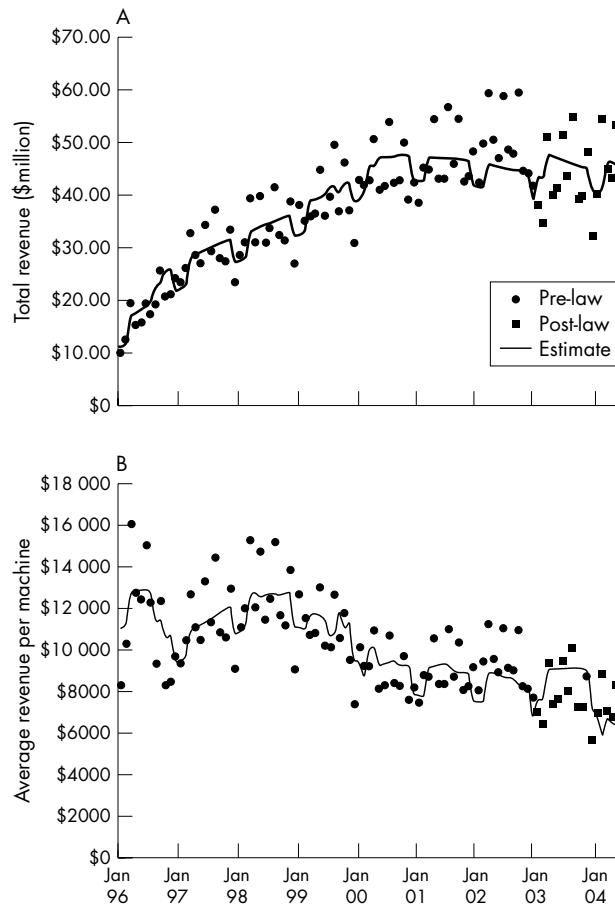 A
Total revenue ($million)
$70.00
$60.00
$50.00
$40.00
$30.00
$20.00
$10.00
$0
Pre-law
Post-law
Estimate
B
Average revenue per machine
$18 000
$16 000
$14 000
$12 000
$10 000
$8000
$6000
$4000
$2000
$0
Jan Jan Jan Jan Jan Jan Jan Jan Jan
96 97 98 99 00 01 02 03 04